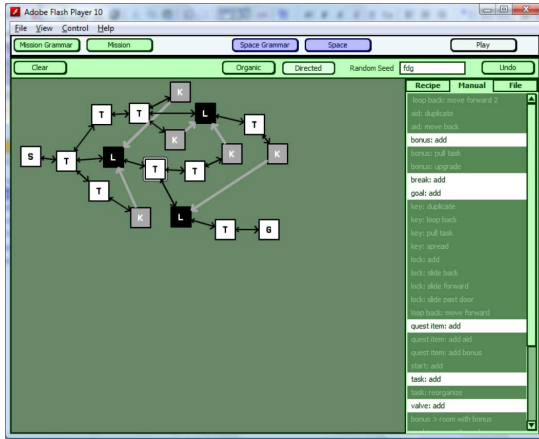 Adobe Flash Player 10
File View Control Help
Mission Grammar Mission Space Grammar Space Play
Clear Organic Directed Random Seed fdg Undo
Recipe Manual File
loop back: move forward 2
aid: duplicate
aid: move back
bonus: add
bonus: pull task
bonus: upgrade
break: add
goal: add
key: duplicate
key: loop back
key: pull task
key: spread
lock: add
lock: slide back
lock: slide forward
lock: slide past door
loop back: move forward
quest item: add
quest item: add aid
quest item: add bonus
start: add
task: add
task: reorganize
valve: add
bonus > room with bonus
K
T T L T
K
S T L T T K K
T
K L T G